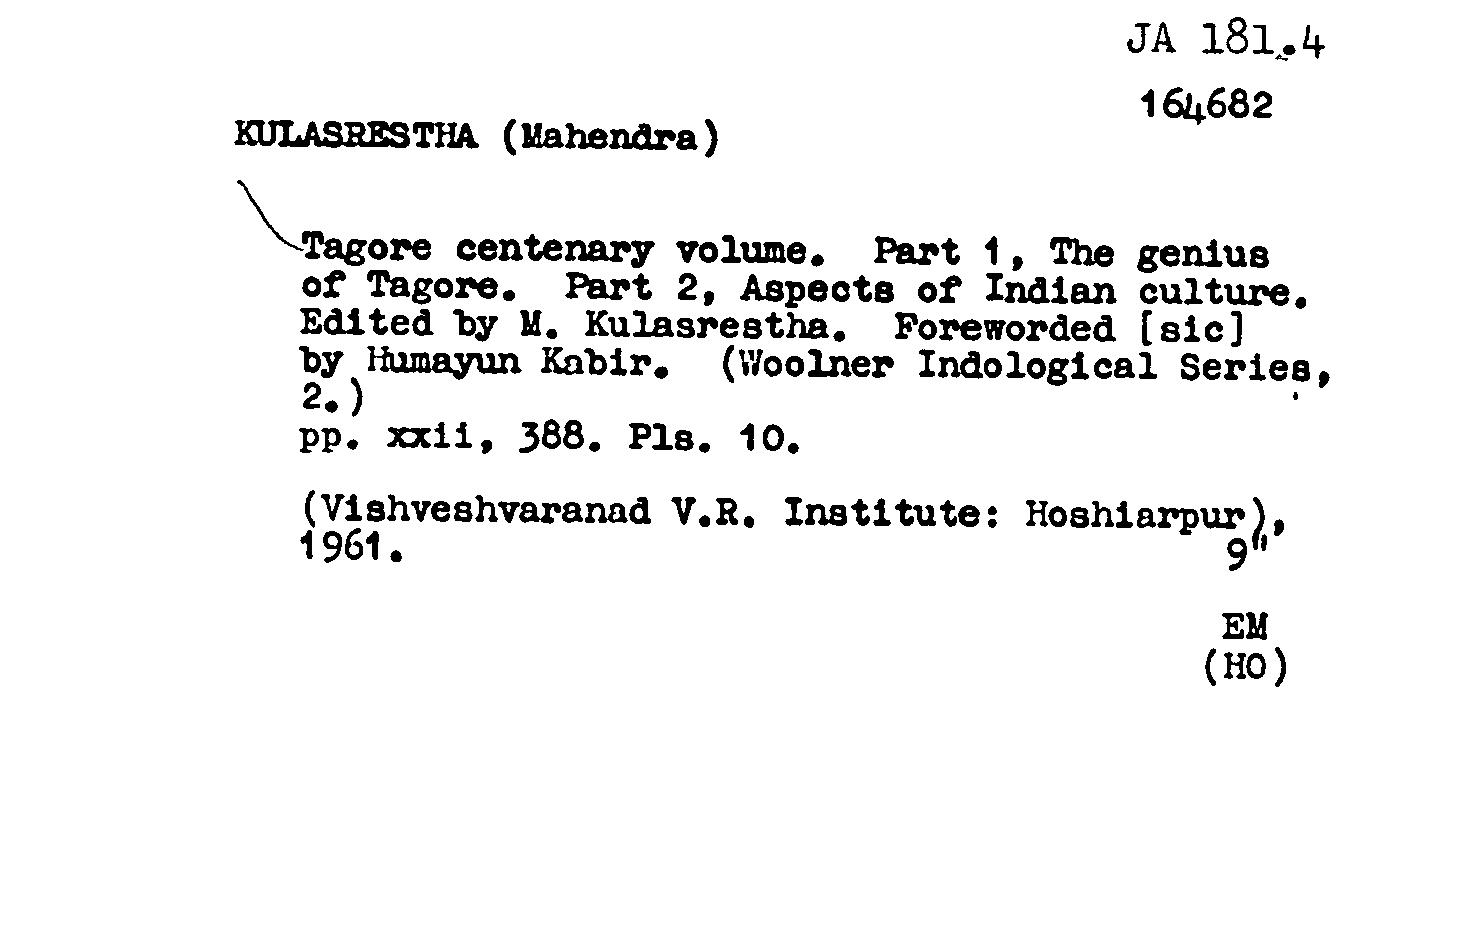 JA 181.4
164682
KULASRESTHA (Mahendra)
Tagore centenary volume. Part 1, The genius
of Tagore. Part 2, Aspects of Indian culture.
Edited by M. Kulasrestha. Foreworded [sic]
by Humayun Kabir. (Woolner Indological Series,
2.)
pp. xxii, 388. Pls. 10.
(Vishveshvaranad V.R. Institute: Hoshiarpur),
1961. 9"
EM
(HO)